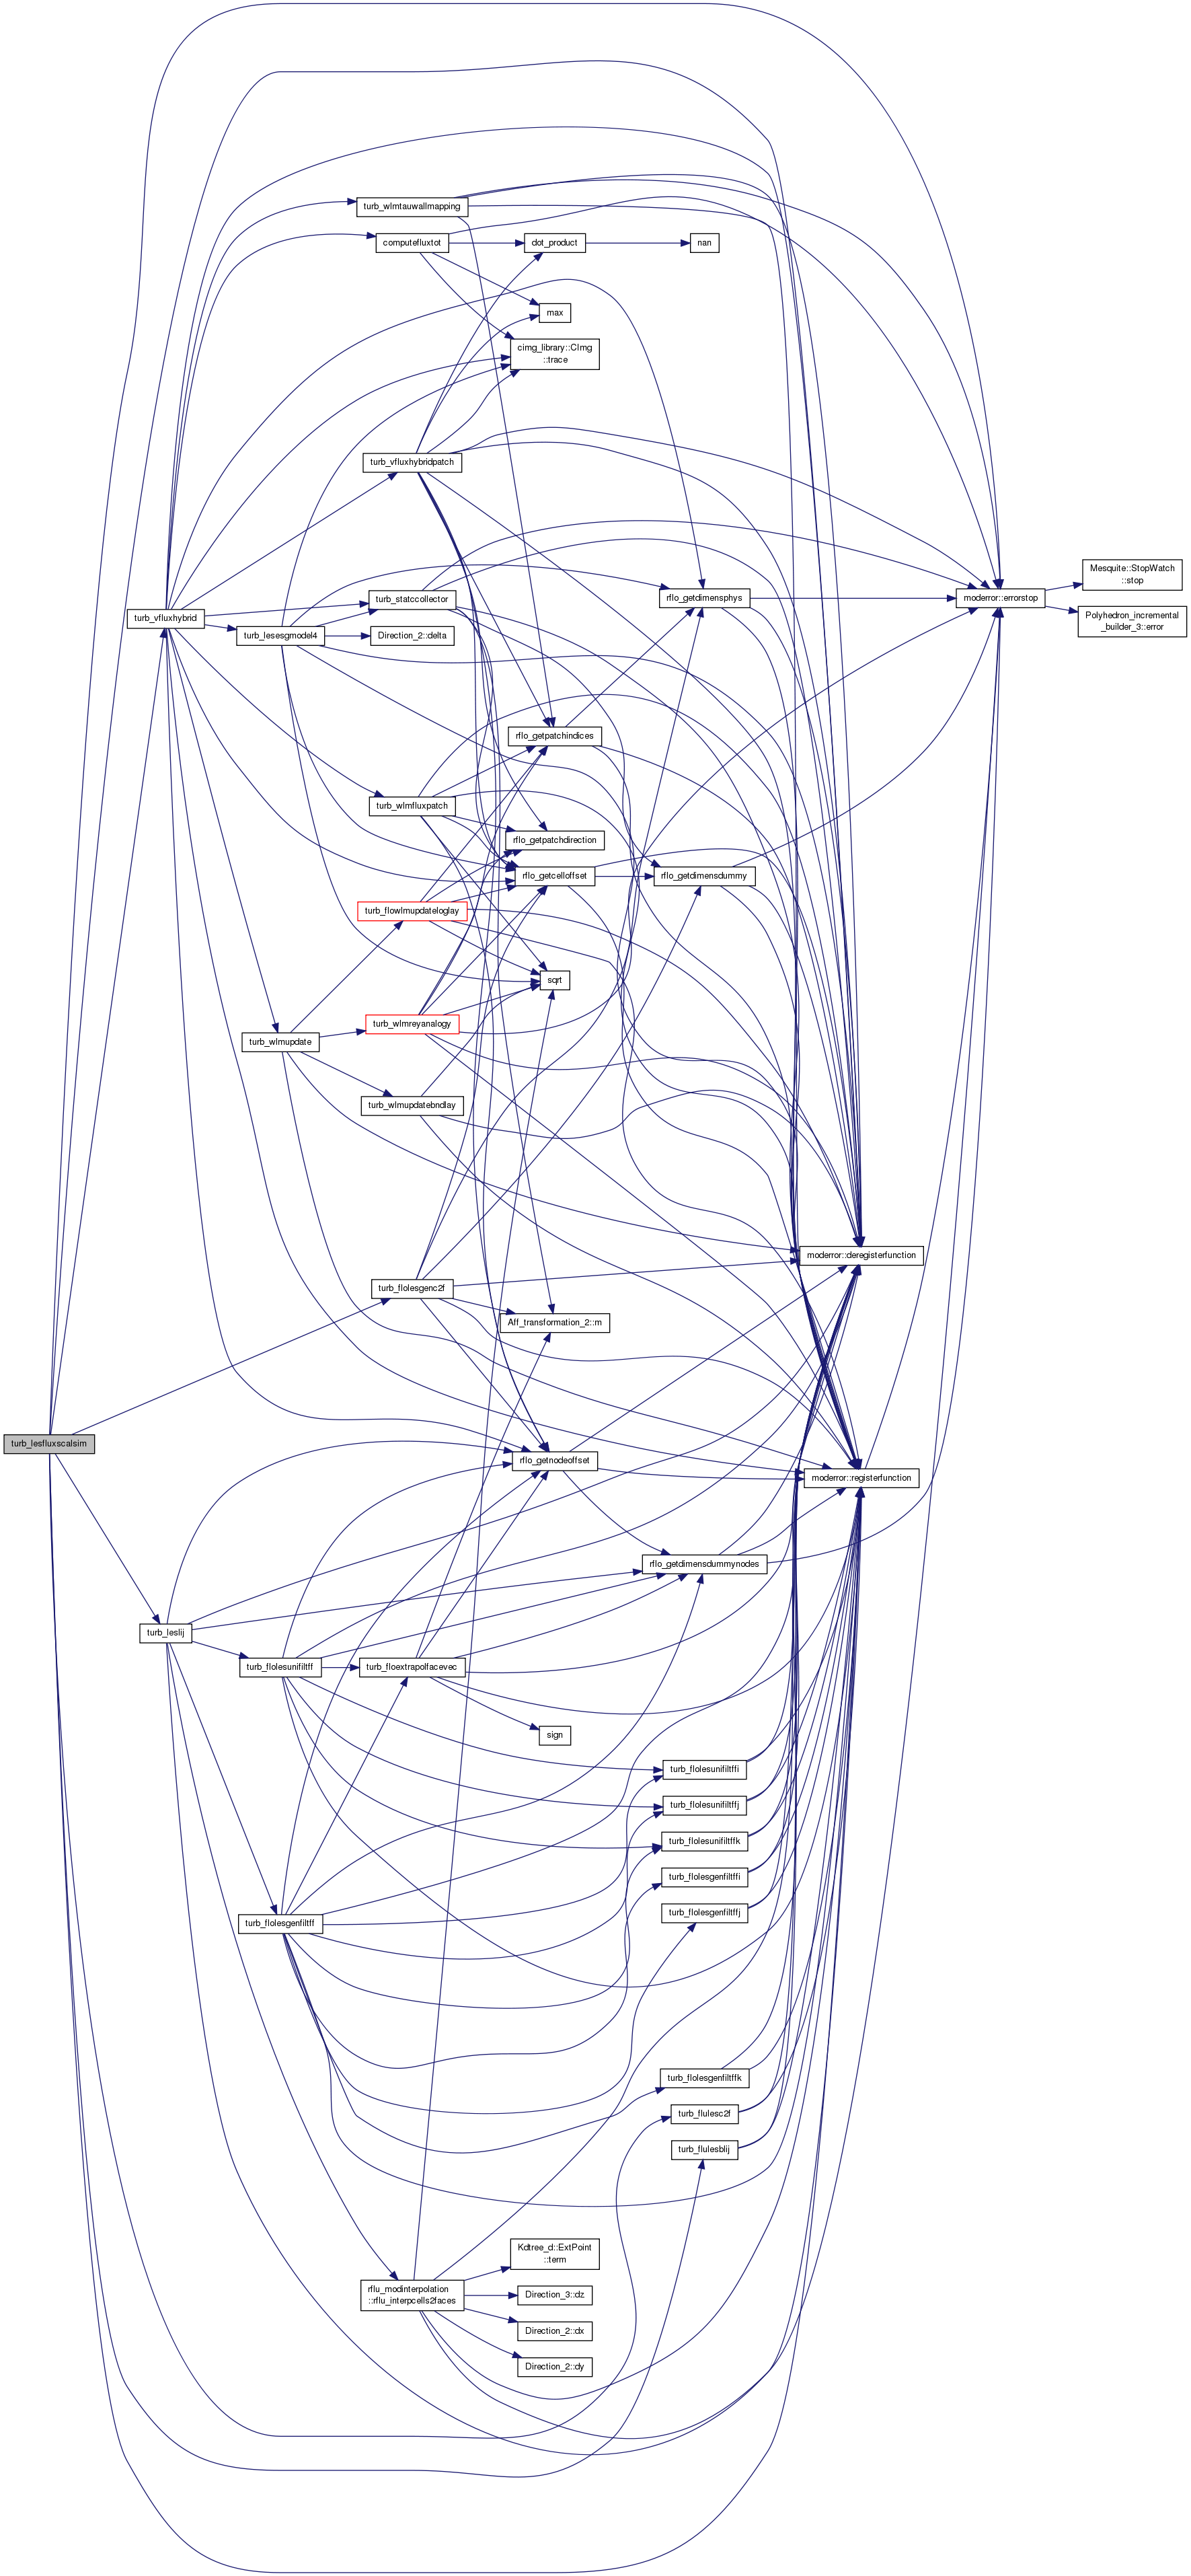 turb_wlmtauwallmapping
computefluxtot
dot_product
nan
max
cimg_library::CImg
::trace
turb_vfluxhybridpatch
Mesquite::StopWatch
::stop
turb_statccollector
rflo_getdimensphys
moderror::errorstop
turb_vfluxhybrid
Polyhedron_incremental
_builder_3::error
turb_lesesgmodel4
Direction_2::delta
rflo_getpatchindices
turb_wlmfluxpatch
rflo_getpatchdirection
rflo_getcelloffset
rflo_getdimensdummy
turb_flowlmupdateloglay
sqrt
turb_wlmreyanalogy
turb_wlmupdate
turb_wlmupdatebndlay
moderror::deregisterfunction
turb_flolesgenc2f
Aff_transformation_2::m
turb_lesfluxscalsim
rflo_getnodeoffset
moderror::registerfunction
rflo_getdimensdummynodes
turb_leslij
turb_flolesunifiltff
turb_floextrapolfacevec
sign
turb_flolesunifiltffi
turb_flolesunifiltffj
turb_flolesunifiltffk
turb_flolesgenfiltffi
turb_flolesgenfiltffj
turb_flolesgenfiltff
turb_flolesgenfiltffk
turb_flulesc2f
turb_flulesblij
Kdtree_d::ExtPoint
::term
rflu_modinterpolation
::rflu_interpcells2faces
Direction_3::dz
Direction_2::dx
Direction_2::dy